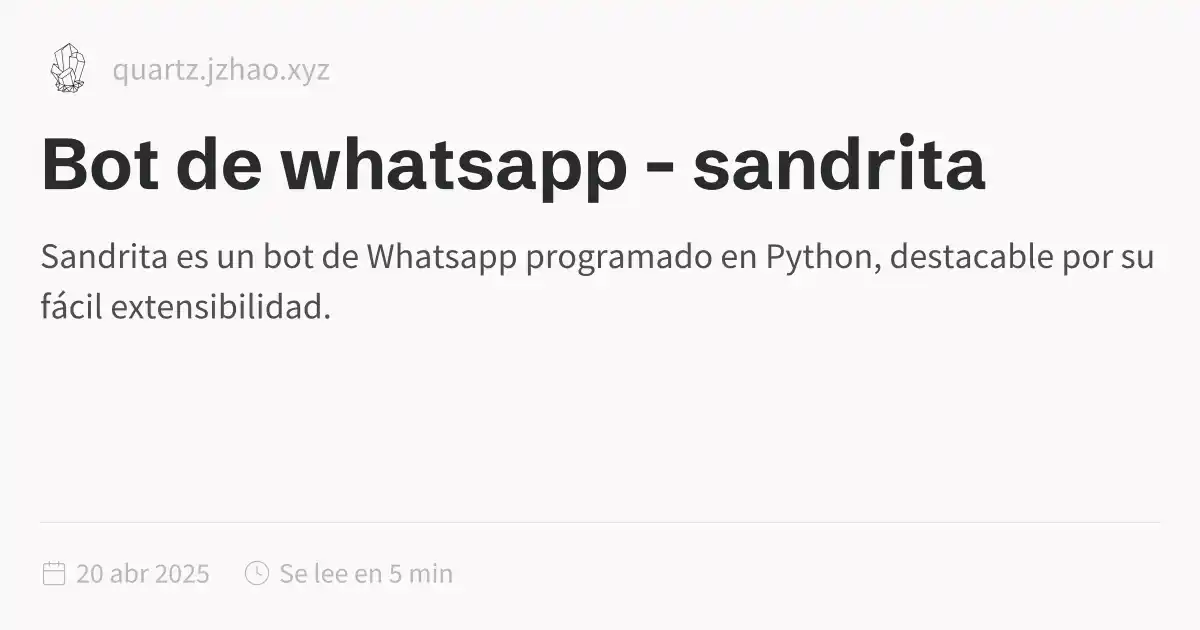 quartz.jzhao.xyz
Bot de whatsapp - sandrita
Sandrita es un bot de Whatsapp programado en Python, destacable por su
fácil extensibilidad.
20 abr 2025 Se lee en 5 min